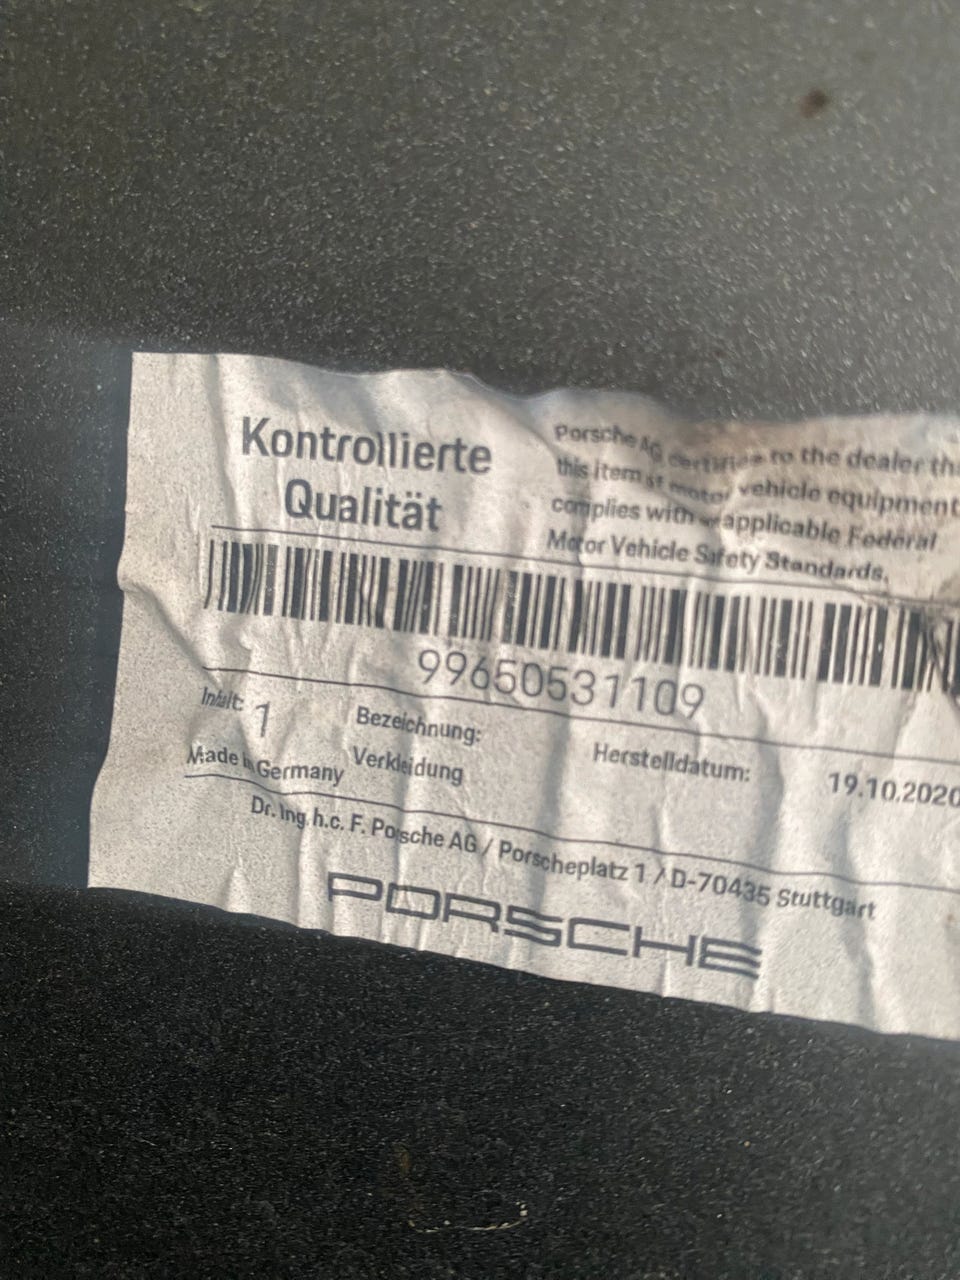 Kontrollierte
Qualität
Porsche AG certifies to the dealer
this item of motor vehicle equipment
complies with applicable Federal
Motor Vehicle Safety Standards.
99650531109
Inhalt: 1
Bezeichnung:
Verkleidung
Herstelldatum: 19.10.2020
Made in Germany
Dr. Ing. h.c. F. Porsche AG / Porscheplatz 1 / D-70435 Stuttgart
PORSCHE